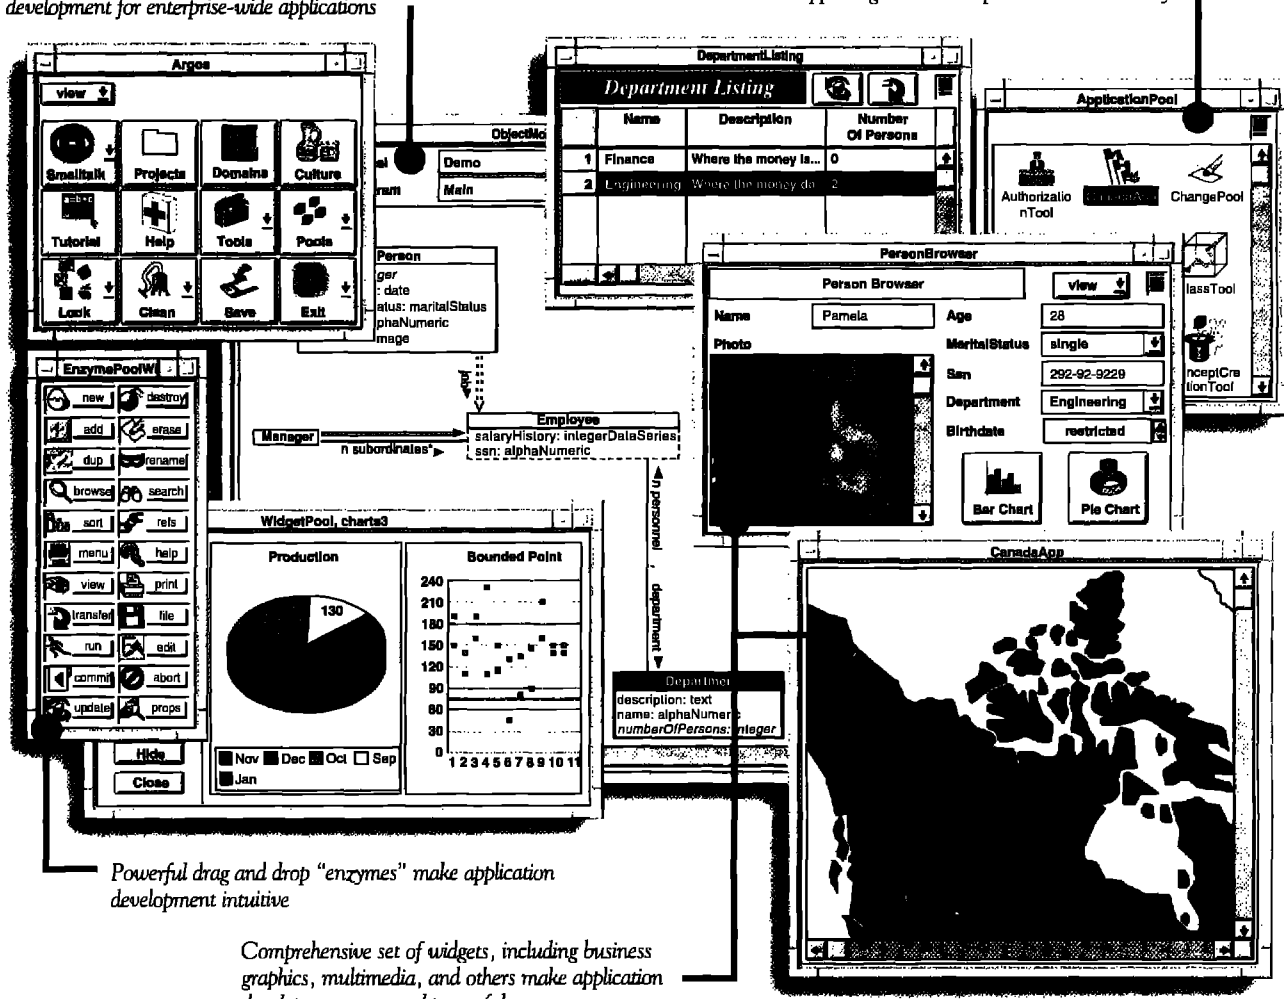 development for enterprise-wide applications
Argos
view
Smalltalk Projects Domains Culture
Tutorial Help Tools Pools
Look Clean Save Exit
ObjectMo
Demo
Main
Person
: date
atus: maritalStatus
phaNumeric
mage
job
Manager
n subordinates
Employee
salaryHistory: integerDataSeries
ssn: alphaNumeric
n personnel
department
Department
description: text
name: alphaNumeric
numberOfPersons: integer
DepartmentListing
Department Listing
Name Description Number
Of Persons
1 Finance Where the money is... 0
2 Engineering Where the money do 2
ApplicationPool
Authorizatio
nTool
ChangePool
lassTool
nceptCre
tionTool
PersonBrowser
Person Browser
view
Name Pamela
Photo
Age 28
MaritalStatus single
Ssn 292-92-9229
Department Engineering
Birthdate restricted
Bar Chart Pie Chart
EnzymePoolWi
new destroy
add erase
dup rename
browse search
sort refs
menu help
view print
transfer file
run edit
commit abort
update props
Hide
Close
WidgetPool, charts3
Production
130
Nov Dec Oct Sep
Jan
Bounded Point
240
210
180
150
120
90
60
30
0
1 2 3 4 5 6 7 8 9 10 11
CanadaApp
Powerful drag and drop “enzymes” make application
development intuitive
Comprehensive set of widgets, including business
graphics, multimedia, and others make application